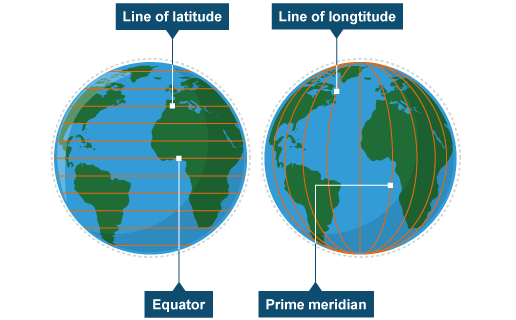 Line of latitude
Line of longtitude
Equator
Prime meridian